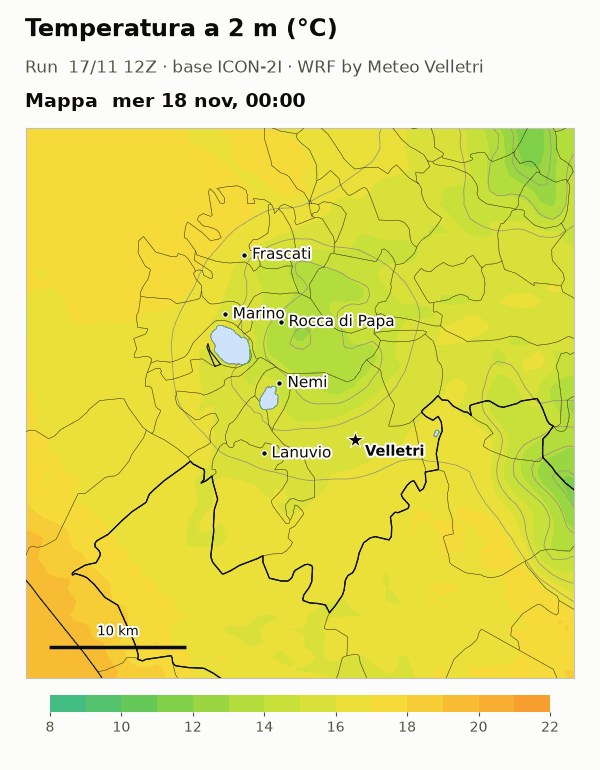 Temperatura a 2 m (°C)
Run  17/11 12Z · base ICON-2I · WRF by Meteo Velletri
Mappa  mer 18 nov, 00:00
Frascati
Marino
Rocca di Papa
Nemi
Velletri
Lanuvio
10 km
8 10 12 14 16 18 20 22